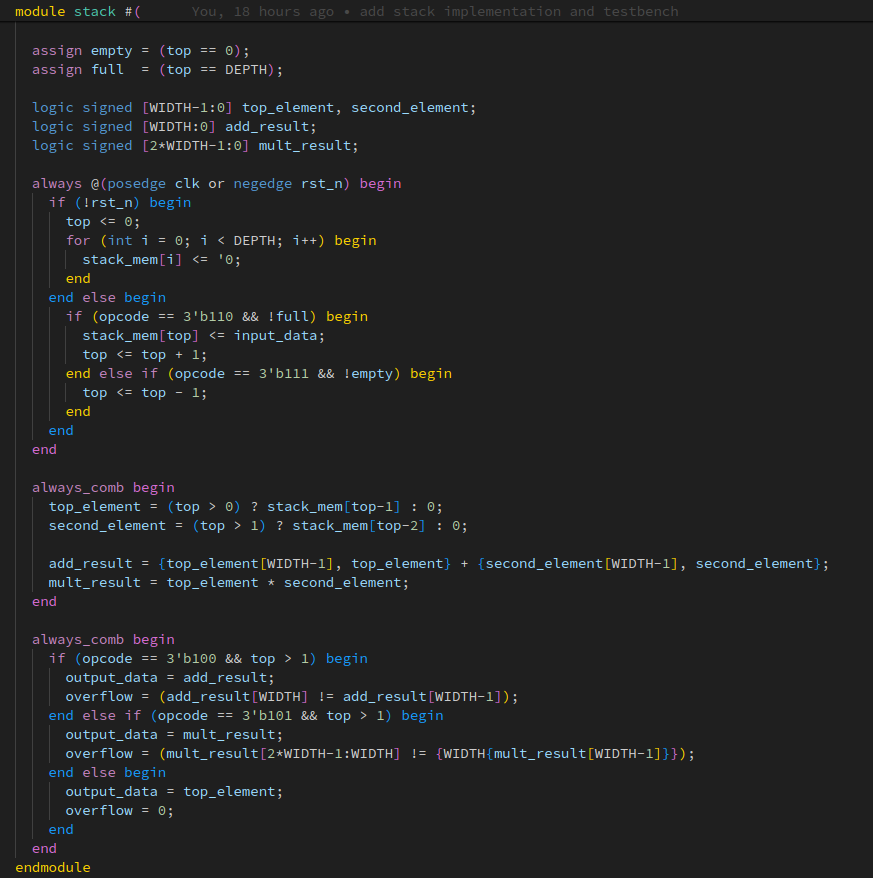 module stack #(      You, 18 hours ago • add stack implementation and testbench
  assign empty = (top == 0);
  assign full  = (top == DEPTH);
  logic signed [WIDTH-1:0] top_element, second_element;
  logic signed [WIDTH:0] add_result;
  logic signed [2*WIDTH-1:0] mult_result;
  always @(posedge clk or negedge rst_n) begin
    if (!rst_n) begin
      top <= 0;
      for (int i = 0; i < DEPTH; i++) begin
        stack_mem[i] <= '0;
      end
    end else begin
      if (opcode == 3'b110 && !full) begin
        stack_mem[top] <= input_data;
        top <= top + 1;
      end else if (opcode == 3'b111 && !empty) begin
        top <= top - 1;
      end
    end
  end
  always_comb begin
    top_element = (top > 0) ? stack_mem[top-1] : 0;
    second_element = (top > 1) ? stack_mem[top-2] : 0;
    add_result = {top_element[WIDTH-1], top_element} + {second_element[WIDTH-1], second_element};
    mult_result = top_element * second_element;
  end
  always_comb begin
    if (opcode == 3'b100 && top > 1) begin
      output_data = add_result;
      overflow = (add_result[WIDTH] != add_result[WIDTH-1]);
    end else if (opcode == 3'b101 && top > 1) begin
      output_data = mult_result;
      overflow = (mult_result[2*WIDTH-1:WIDTH] != {WIDTH{mult_result[WIDTH-1]}});
    end else begin
      output_data = top_element;
      overflow = 0;
    end
  end
endmodule